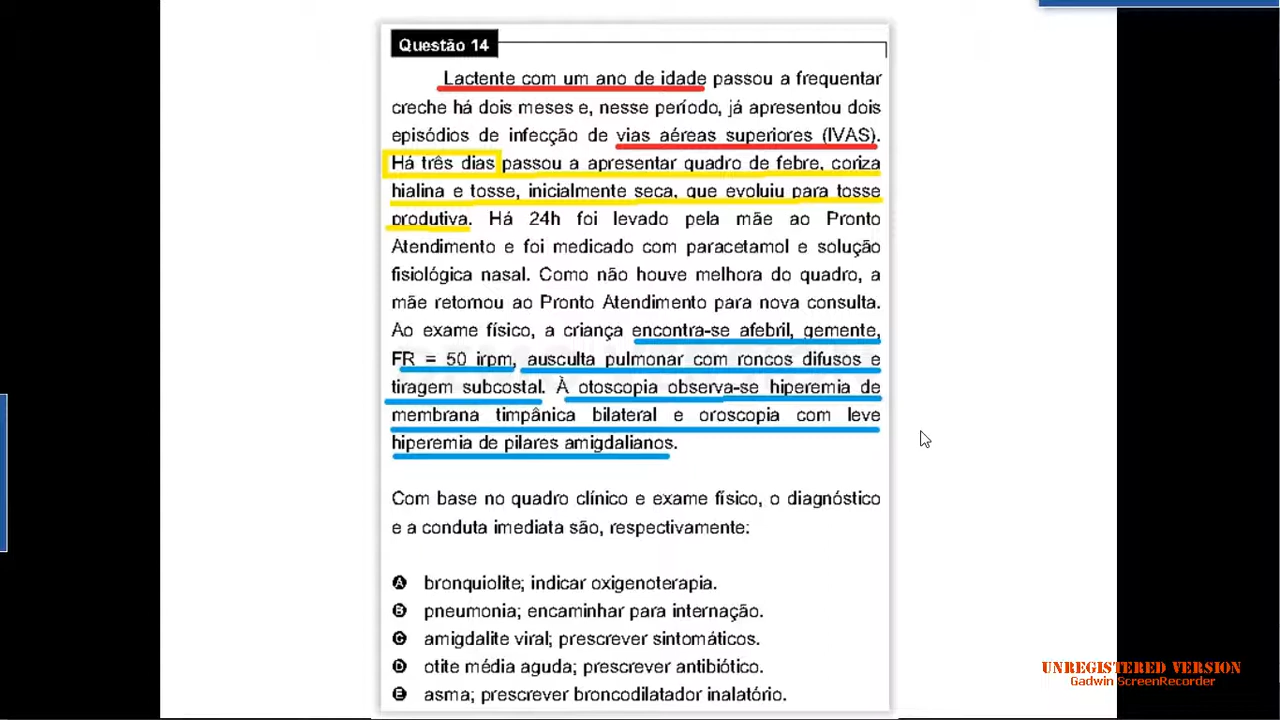 Questão 14
Lactente com um ano de idade passou a frequentar
creche há dois meses e, nesse período, já apresentou dois
episódios de infecção de vias aéreas superiores (IVAS).
Há três dias passou a apresentar quadro de febre, coriza
hialina e tosse, inicialmente seca, que evoluiu para tosse
produtiva. Há 24h foi levado pela mãe ao Pronto
Atendimento e foi medicado com paracetamol e solução
fisiológica nasal. Como não houve melhora do quadro, a
mãe retornou ao Pronto Atendimento para nova consulta.
Ao exame físico, a criança encontra-se afebril, gemente,
FR = 50 irpm, ausculta pulmonar com roncos difusos e
tiragem subcostal. À otoscopia observa-se hiperemia de
membrana timpânica bilateral e oroscopia com leve
hiperemia de pilares amigdalianos.
Com base no quadro clínico e exame físico, o diagnóstico
e a conduta imediata são, respectivamente:
A bronquiolite; indicar oxigenoterapia.
B pneumonia; encaminhar para internação.
C amigdalite viral; prescrever sintomáticos.
D otite média aguda; prescrever antibiótico.
E asma; prescrever broncodilatador inalatório.
UNREGISTERED VERSION
Gadwin ScreenRecorder